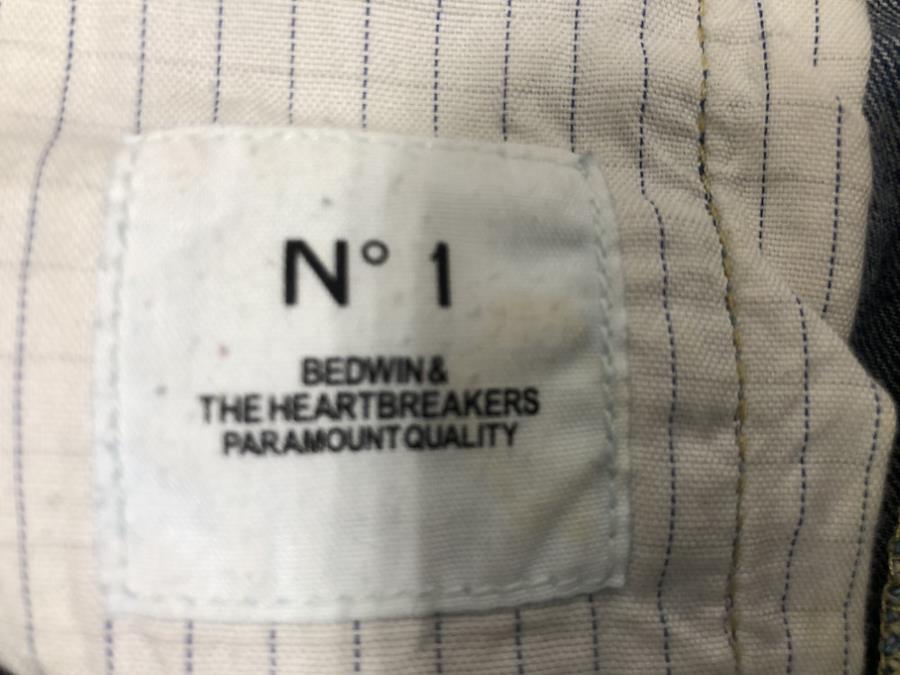 N° 1
BEDWIN &
THE HEARTBREAKERS
PARAMOUNT QUALITY